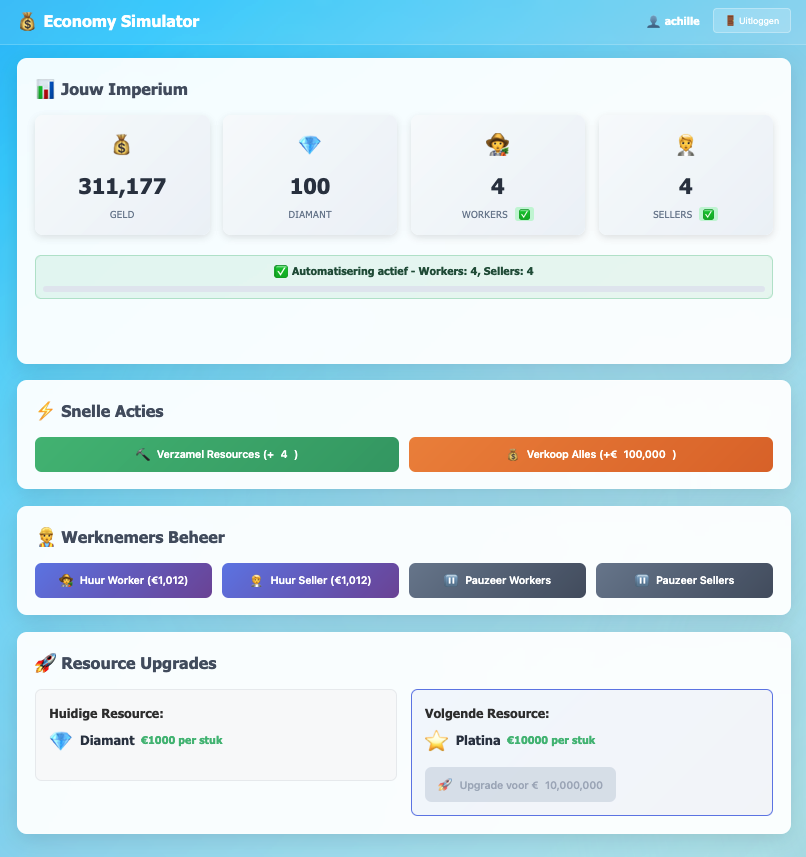 Economy Simulator
achille
Uitloggen
Jouw Imperium
311,177
GELD
100
DIAMANT
4
WORKERS
4
SELLERS
Automatisering actief - Workers: 4, Sellers: 4
Snelle Acties
Verzamel Resources (+ 4 )
Verkoop Alles (+€ 100,000 )
Werknemers Beheer
Huur Worker (€1,012)
Huur Seller (€1,012)
Pauzeer Workers
Pauzeer Sellers
Resource Upgrades
Huidige Resource:
Diamant €1000 per stuk
Volgende Resource:
Platina €10000 per stuk
Upgrade voor € 10,000,000